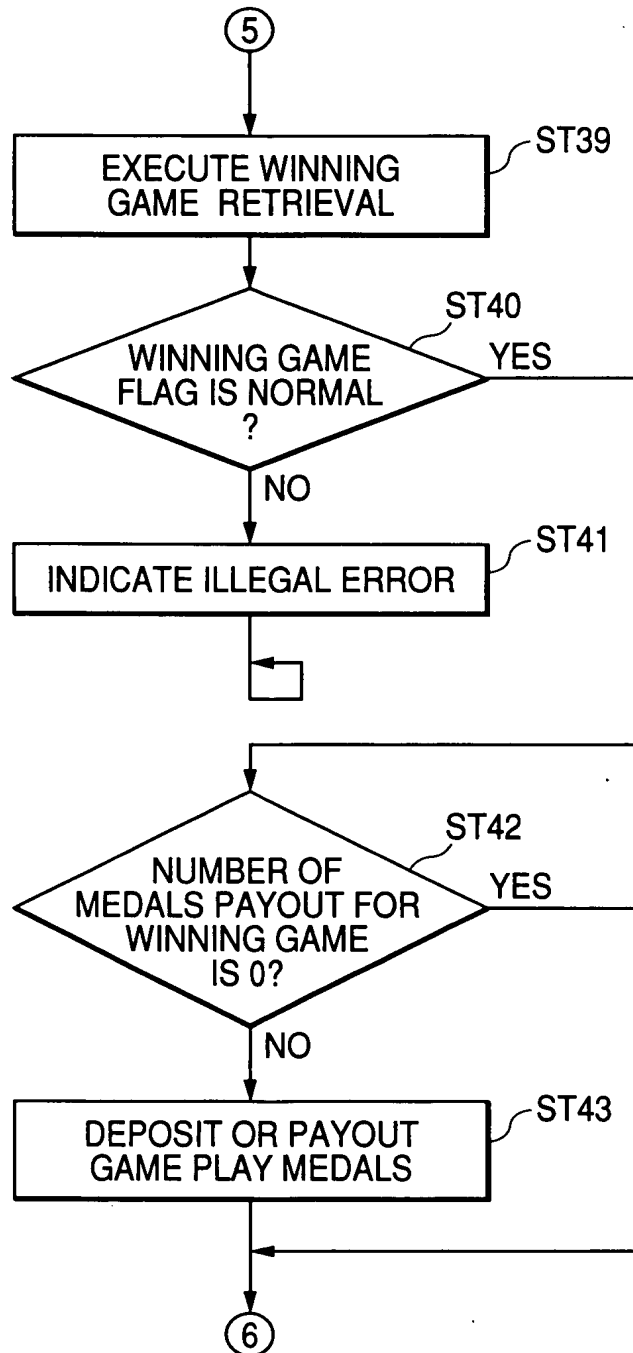 5
ST39
EXECUTE WINNING
GAME RETRIEVAL
ST40
WINNING GAME
FLAG IS NORMAL
?
YES
NO
ST41
INDICATE ILLEGAL ERROR
ST42
NUMBER OF
MEDALS PAYOUT FOR
WINNING GAME
IS 0?
YES
NO
ST43
DEPOSIT OR PAYOUT
GAME PLAY MEDALS
6